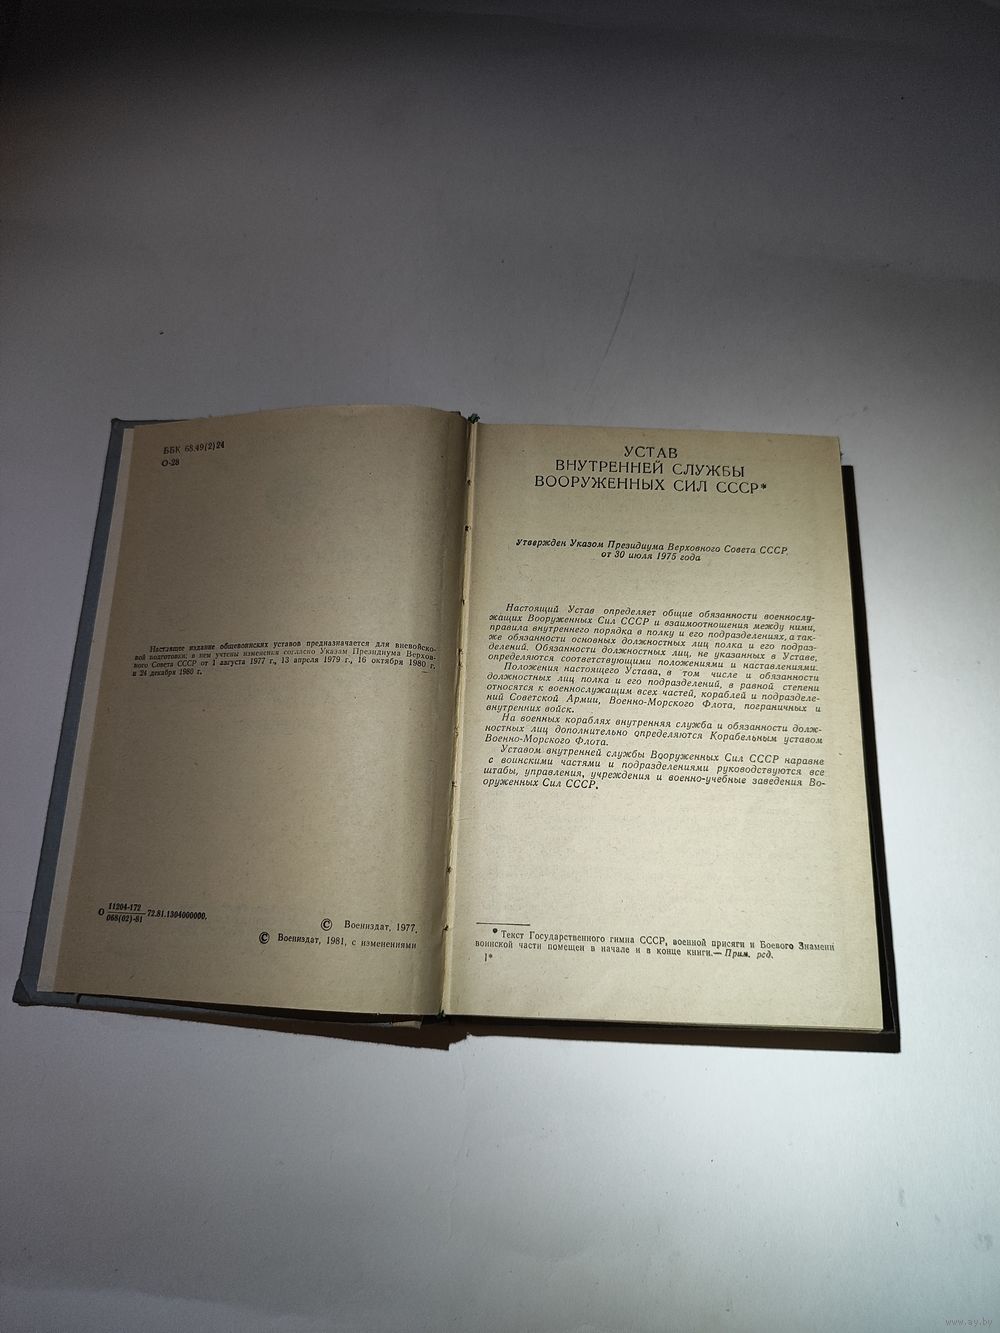 ББК 68.49(2)24
О-28
Настоящее издание общевоинских уставов предназначается для вневойско-
вой подготовки; в нем учтены изменения согласно Указам Президиума Верхов-
ного Совета СССР от 1 августа 1977 г., 13 апреля 1979 г., 16 октября 1980 г.
и 24 декабря 1980 г.
О 11204-172
068(02)-81 72.81.1304000000.
© Воениздат, 1977.
© Воениздат, 1981, с изменениями
УСТАВ
ВНУТРЕННЕЙ СЛУЖБЫ
ВООРУЖЕННЫХ СИЛ СССР*
Утвержден Указом Президиума Верховного Совета СССР
от 30 июля 1975 года
Настоящий Устав определяет общие обязанности военнослу-
жащих Вооруженных Сил СССР и взаимоотношения между ними,
правила внутреннего порядка в полку и его подразделениях, а так-
же обязанности основных должностных лиц полка и его подраз-
делений. Обязанности должностных лиц, не указанных в Уставе,
определяются соответствующими положениями и наставлениями.
Положения настоящего Устава, в том числе и обязанности
должностных лиц полка и его подразделений, в равной степени
относятся к военнослужащим всех частей, кораблей и подразделе-
ний Советской Армии, Военно-Морского Флота, пограничных и
внутренних войск.
На военных кораблях внутренняя служба и обязанности долж-
ностных лиц дополнительно определяются Корабельным уставом
Военно-Морского Флота.
Уставом внутренней службы Вооруженных Сил СССР наравне
с воинскими частями и подразделениями руководствуются все
штабы, управления, учреждения и военно-учебные заведения Во-
оруженных Сил СССР.
* Текст Государственного гимна СССР, военной присяги и Боевого Знамени
воинской части помещен в начале и в конце книги.— Прим. ред.
1*
www.ay.by